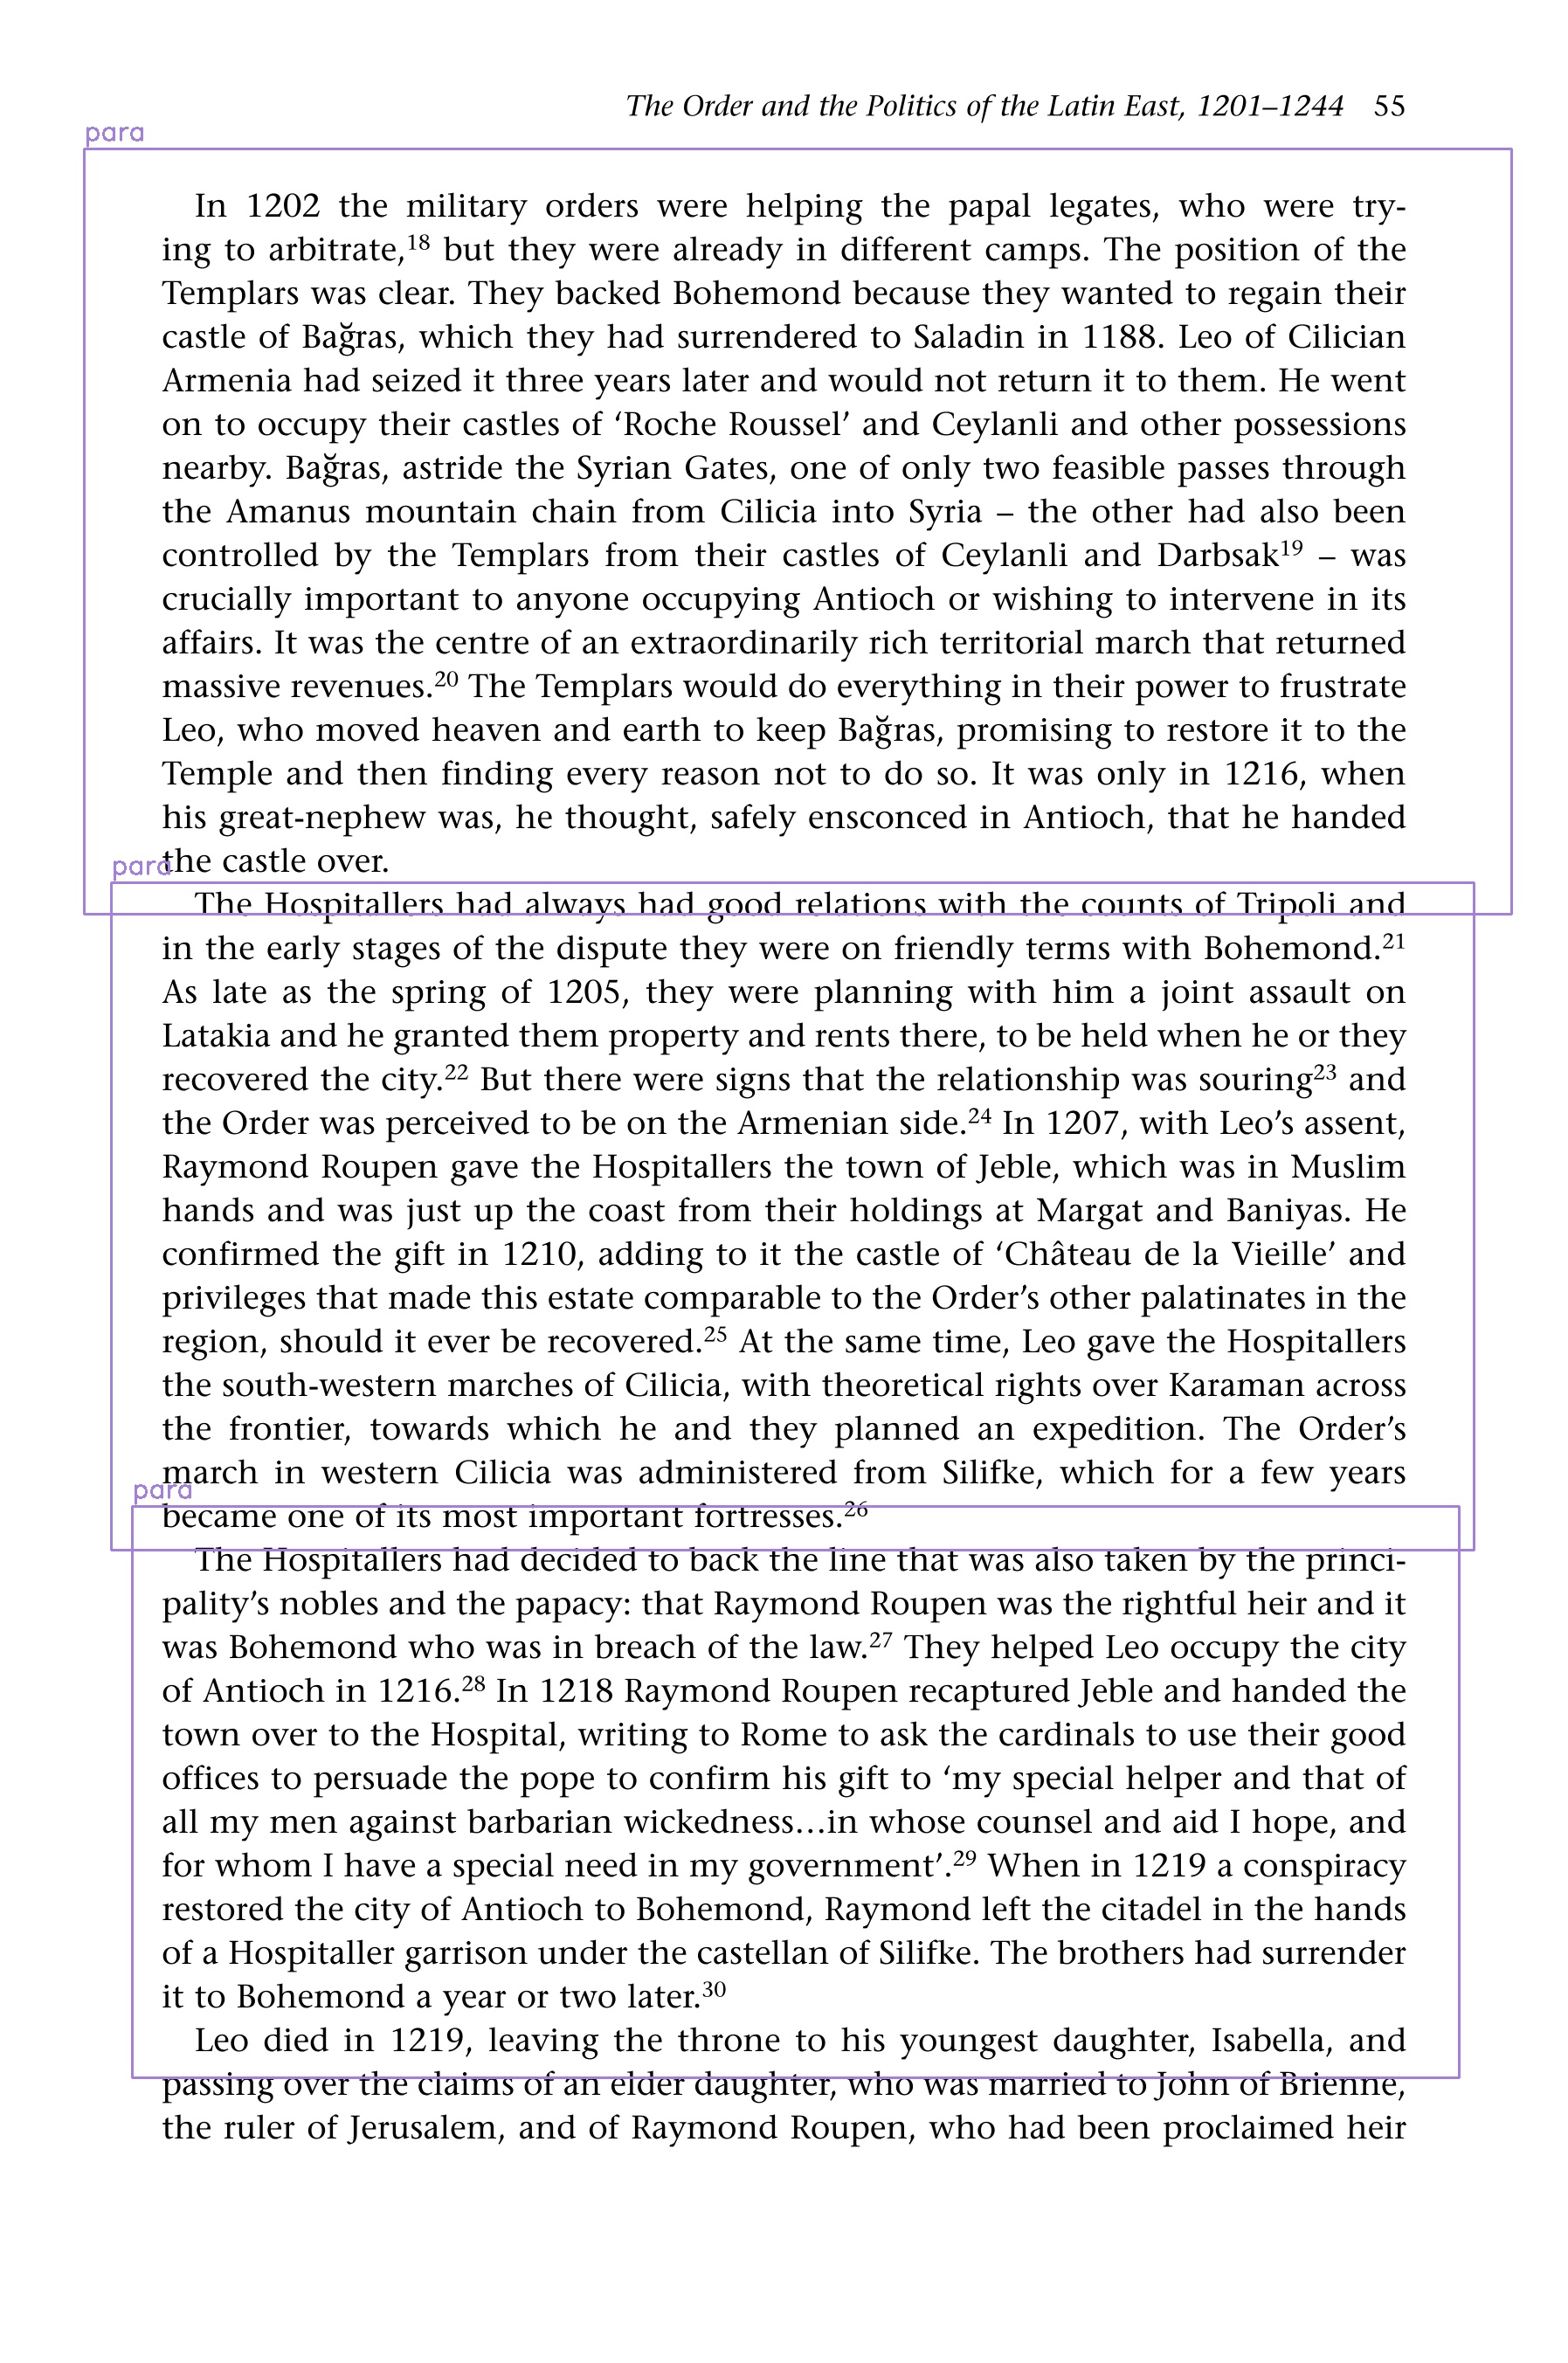 The Order and the Politics of the Latin East, 1201–1244 55
para
In 1202 the military orders were helping the papal legates, who were try-
ing to arbitrate,18 but they were already in different camps. The position of the
Templars was clear. They backed Bohemond because they wanted to regain their
castle of Bağras, which they had surrendered to Saladin in 1188. Leo of Cilician
Armenia had seized it three years later and would not return it to them. He went
on to occupy their castles of ‘Roche Roussel’ and Ceylanli and other possessions
nearby. Bağras, astride the Syrian Gates, one of only two feasible passes through
the Amanus mountain chain from Cilicia into Syria – the other had also been
controlled by the Templars from their castles of Ceylanli and Darbsak19 – was
crucially important to anyone occupying Antioch or wishing to intervene in its
affairs. It was the centre of an extraordinarily rich territorial march that returned
massive revenues.20 The Templars would do everything in their power to frustrate
Leo, who moved heaven and earth to keep Bağras, promising to restore it to the
Temple and then finding every reason not to do so. It was only in 1216, when
his great-nephew was, he thought, safely ensconced in Antioch, that he handed
the castle over.
para
The Hospitallers had always had good relations with the counts of Tripoli and
in the early stages of the dispute they were on friendly terms with Bohemond.21
As late as the spring of 1205, they were planning with him a joint assault on
Latakia and he granted them property and rents there, to be held when he or they
recovered the city.22 But there were signs that the relationship was souring23 and
the Order was perceived to be on the Armenian side.24 In 1207, with Leo’s assent,
Raymond Roupen gave the Hospitallers the town of Jeble, which was in Muslim
hands and was just up the coast from their holdings at Margat and Baniyas. He
confirmed the gift in 1210, adding to it the castle of ‘Château de la Vieille’ and
privileges that made this estate comparable to the Order’s other palatinates in the
region, should it ever be recovered.25 At the same time, Leo gave the Hospitallers
the south-western marches of Cilicia, with theoretical rights over Karaman across
the frontier, towards which he and they planned an expedition. The Order’s
march in western Cilicia was administered from Silifke, which for a few years
para
became one of its most important fortresses.26
The Hospitallers had decided to back the line that was also taken by the princi-
pality’s nobles and the papacy: that Raymond Roupen was the rightful heir and it
was Bohemond who was in breach of the law.27 They helped Leo occupy the city
of Antioch in 1216.28 In 1218 Raymond Roupen recaptured Jeble and handed the
town over to the Hospital, writing to Rome to ask the cardinals to use their good
offices to persuade the pope to confirm his gift to ‘my special helper and that of
all my men against barbarian wickedness…in whose counsel and aid I hope, and
for whom I have a special need in my government’.29 When in 1219 a conspiracy
restored the city of Antioch to Bohemond, Raymond left the citadel in the hands
of a Hospitaller garrison under the castellan of Silifke. The brothers had surrender
it to Bohemond a year or two later.30
Leo died in 1219, leaving the throne to his youngest daughter, Isabella, and
passing over the claims of an elder daughter, who was married to John of Brienne,
the ruler of Jerusalem, and of Raymond Roupen, who had been proclaimed heir